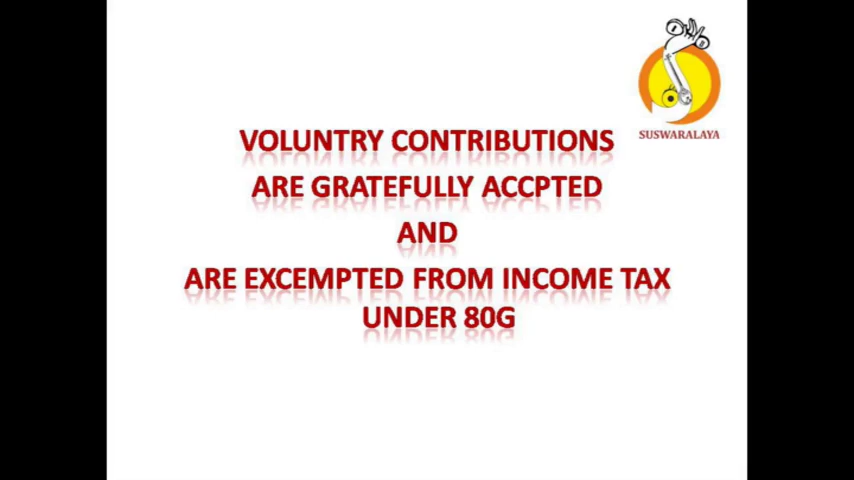 SUSWARALAYA
VOLUNTRY CONTRIBUTIONS
ARE GRATEFULLY ACCPTED
AND
ARE EXCEMPTED FROM INCOME TAX
UNDER 80G